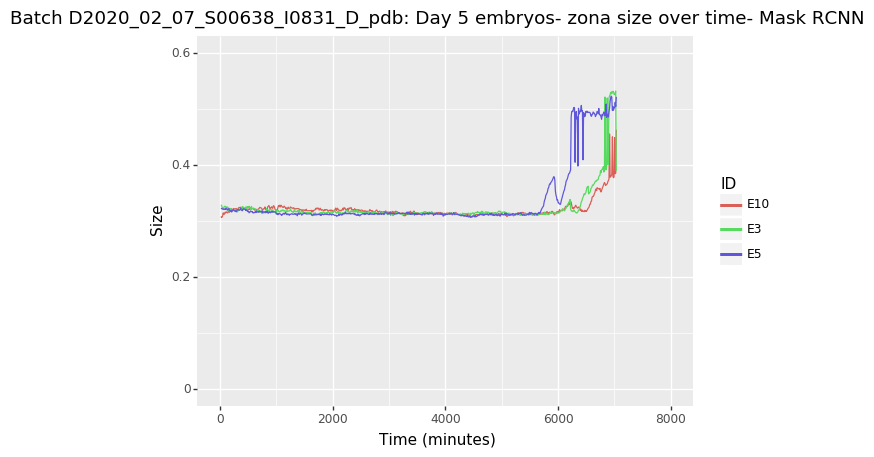 Batch D2020_02_07_S00638_I0831_D_pdb: Day 5 embryos- zona size over time- Mask RCNN
0.6
0.4
0.2
0
Size
0
2000
4000
6000
8000
Time (minutes)
ID
E10
E3
E5